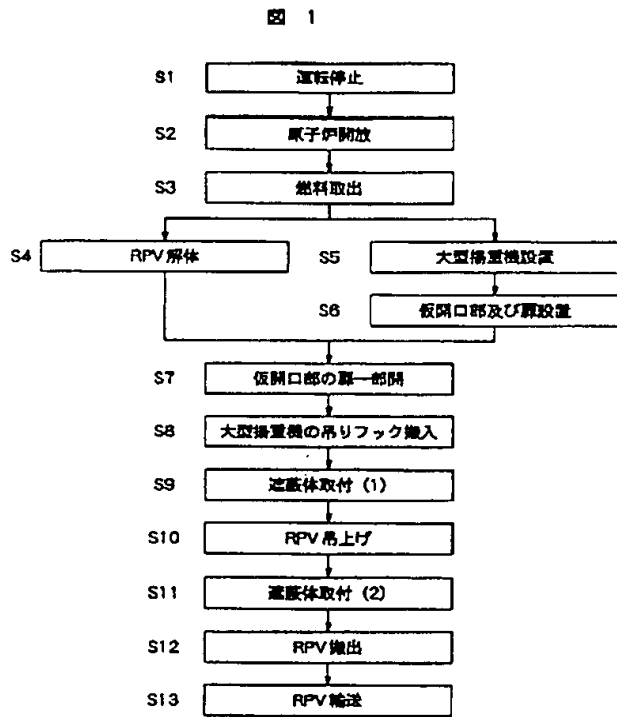 図 1
S1 運転停止
S2 原子炉開放
S3 燃料取出
S4 RPV 解体
S5 大型揚重機設置
S6 仮開口部及び扉設置
S7 仮開口部の扉一部開
S8 大型揚重機の吊りフック搬入
S9 遮蔽体取付 (1)
S10 RPV 吊上げ
S11 遮蔽体取付 (2)
S12 RPV 搬出
S13 RPV 輸送